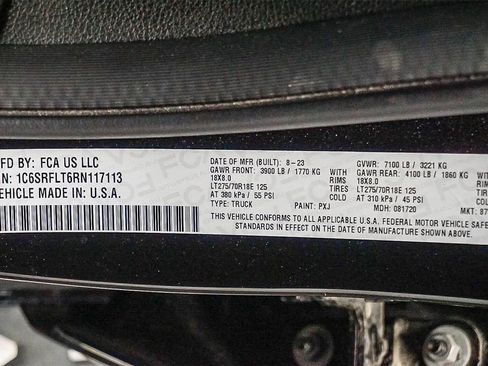 FD BY: FCA US LLC
N: 1C6SRFLT6RN117113
VEHICLE MADE IN: U.S.A.
DATE OF MFR (BUILT): 8-23 GVWR: 7100 LB / 3221 KG
GAWR FRONT: 3900 LB / 1770 KG WITH GAWR REAR: 4100 LB / 1860 KG
18X8.0 RIMS 18X8.0 RIMS
LT275/70R18E 125 TIRES LT275/70R18E 125 TIRES
AT 380 kPa / 55 PSI COLD AT 310 kPa / 45 PSI COLD
TYPE: TRUCK PAINT: PXJ MDH: 081720 MKT: 87
THIS VEHICLE CONFORMS TO ALL APPLICABLE U.S.A. FEDERAL MOTOR VEHICLE SAFE
STANDARDS IN EFFECT ON THE DATE OF MANUFACTURE SHOWN ABOVE.